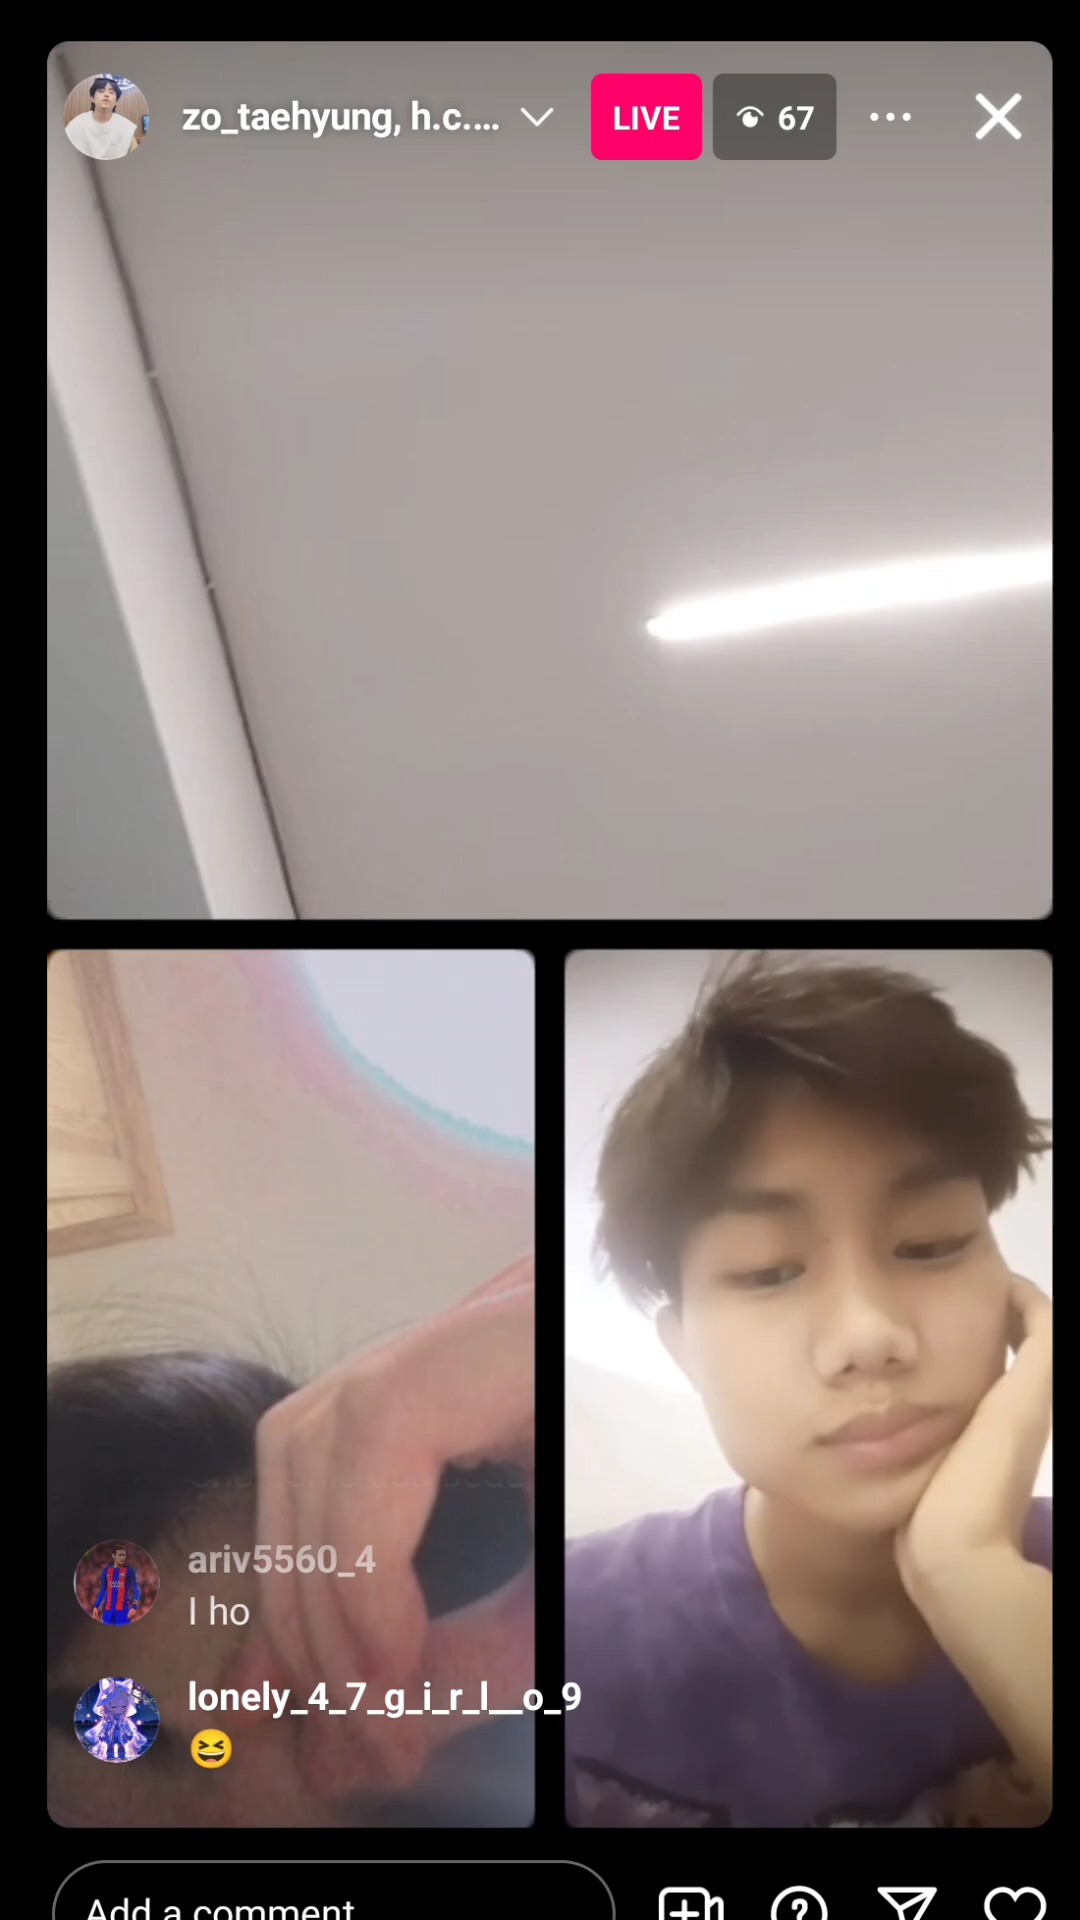 zo_taehyung, h.c....
LIVE
67
ariv5560_4
I ho
lonely_4_7_g_i_r_l__o_9
😆
Add a comment